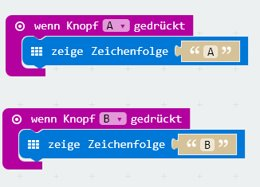 wenn Knopf A gedrückt
zeige Zeichenfolge “ A ”
wenn Knopf B gedrückt
zeige Zeichenfolge “ B ”